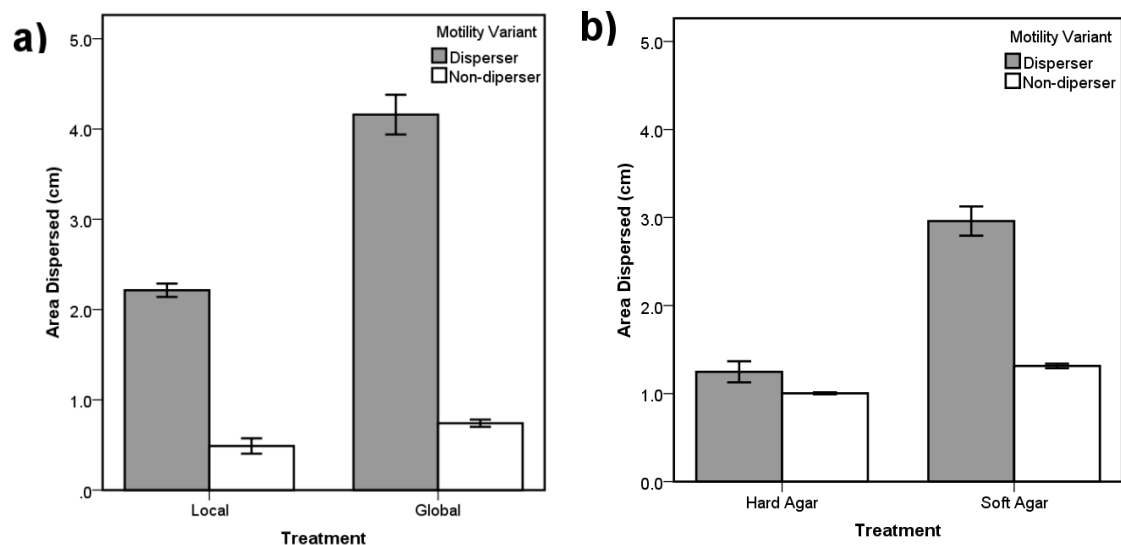 a)
Motility Variant
Disperser
Non-diperser
5.0
4.0
3.0
2.0
1.0
.0
Area Dispersed (cm)
Local
Global
Treatment
b)
Motility Variant
Disperser
Non-diperser
5.0
4.0
3.0
2.0
1.0
0.0
Area Dispersed (cm)
Hard Agar
Soft Agar
Treatment